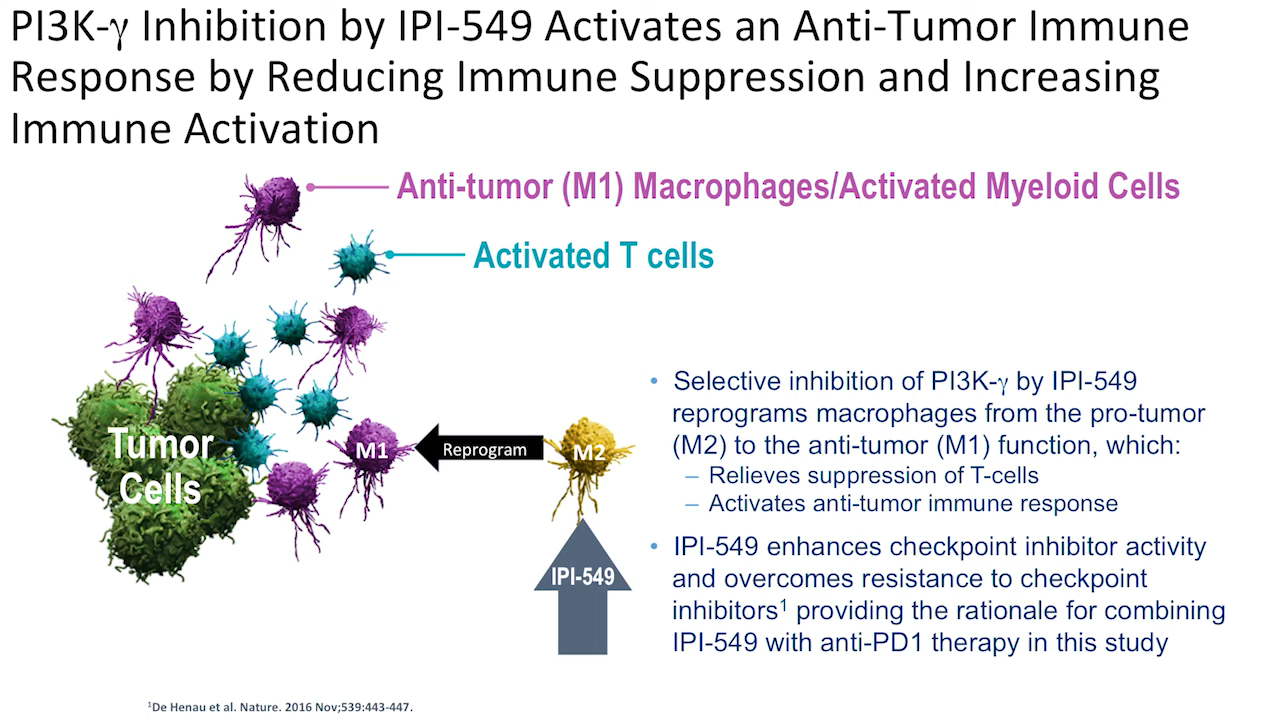 PI3K-γ Inhibition by IPI-549 Activates an Anti-Tumor Immune
Response by Reducing Immune Suppression and Increasing
Immune Activation
Anti-tumor (M1) Macrophages/Activated Myeloid Cells
Activated T cells
Tumor
Cells
M1
Reprogram
M2
IPI-549
• Selective inhibition of PI3K-γ by IPI-549
reprograms macrophages from the pro-tumor
(M2) to the anti-tumor (M1) function, which:
– Relieves suppression of T-cells
– Activates anti-tumor immune response
• IPI-549 enhances checkpoint inhibitor activity
and overcomes resistance to checkpoint
inhibitors¹ providing the rationale for combining
IPI-549 with anti-PD1 therapy in this study
¹De Henau et al. Nature. 2016 Nov;539:443-447.